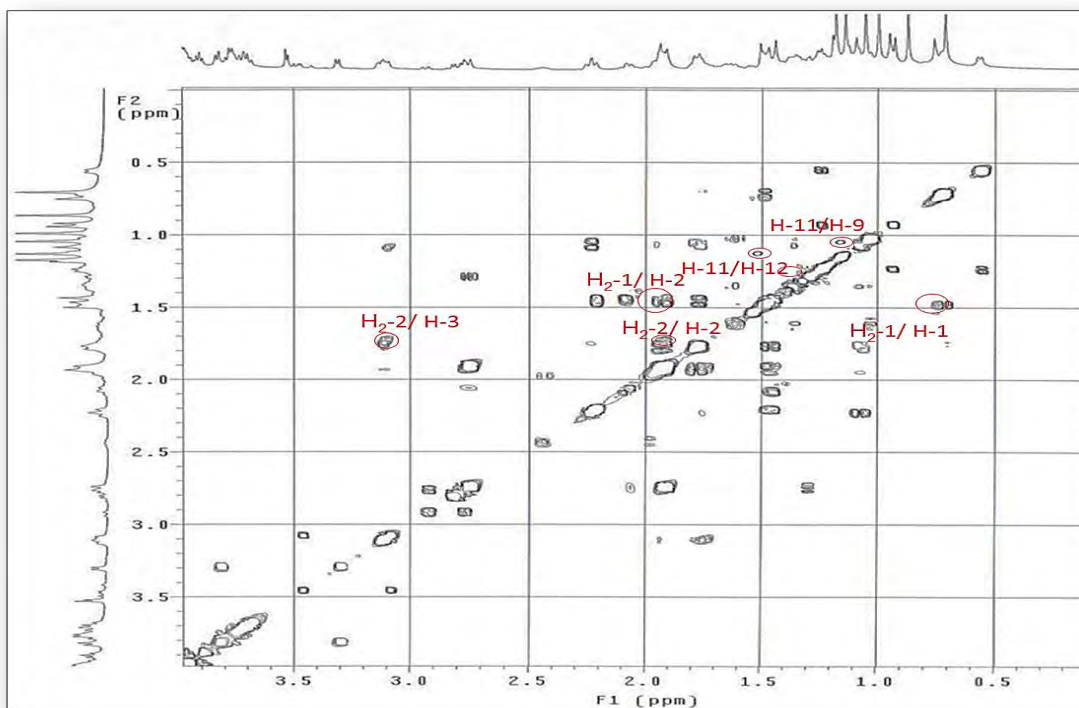 F2
(ppm)
0.5
1.0
H-11/H-9
H-11/H-12
H₂-1/ H-2
1.5
H₂-2/ H-3
H₂-2/ H-2
H₂-1/ H-1
2.0
2.5
3.0
3.5
3.5 3.0 2.5 2.0 1.5 1.0 0.5
F1 (ppm)